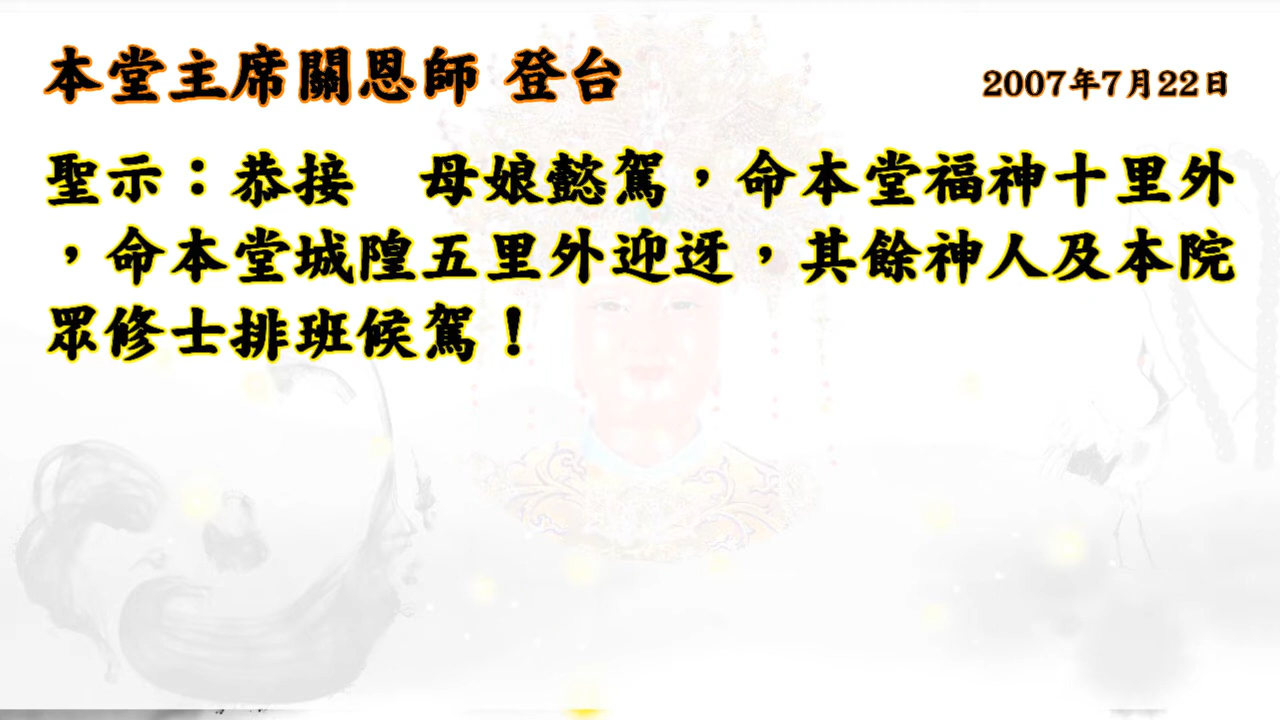 本堂主席關恩師 登台
2007年7月22日
聖示：恭接　母娘懿駕，命本堂福神十里外
，命本堂城隍五里外迎迓，其餘神人及本院
眾修士排班候駕！